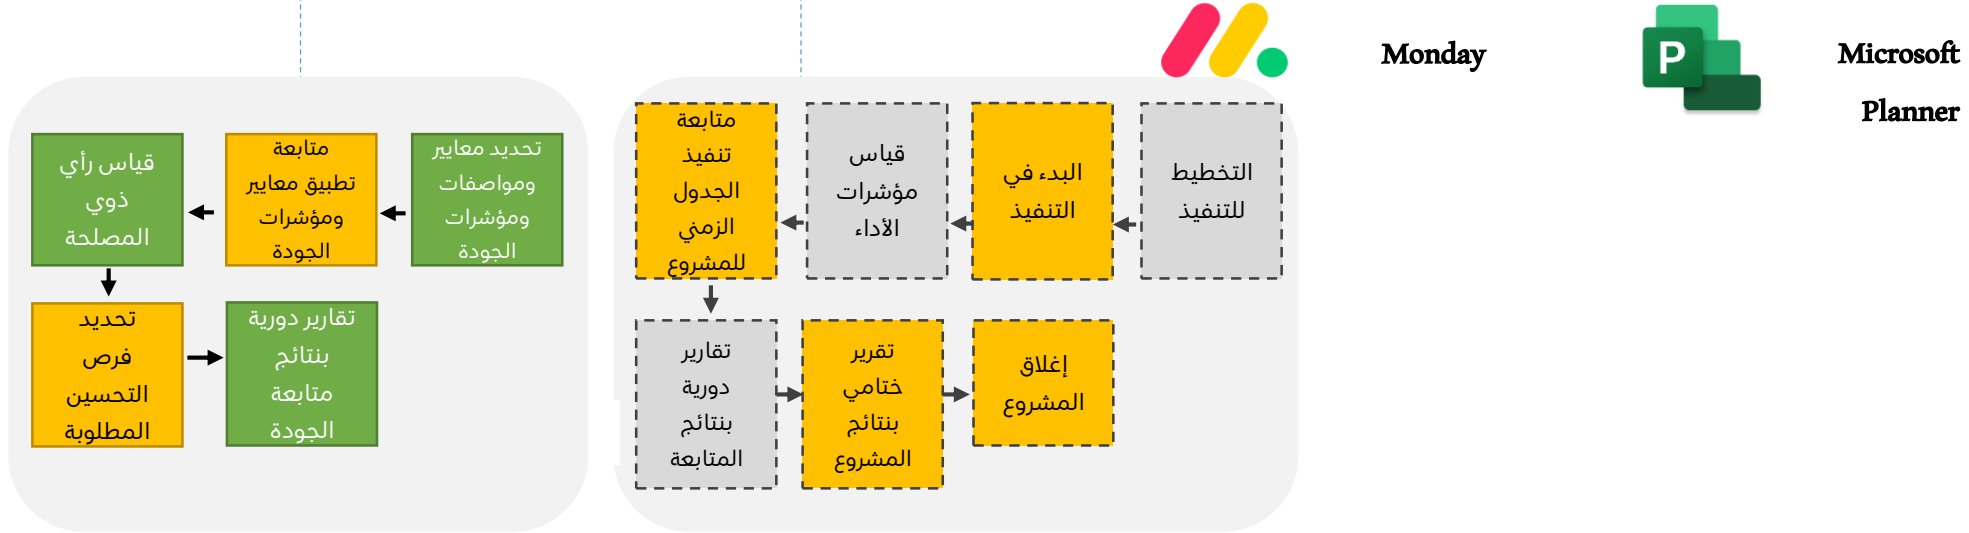 Microsoft
Planner
Monday
P
التخطيط
للتنفيذ
البدء في
التنفيذ
قياس
مؤشرات
الأداء
متابعة
تنفيذ
الجدول
الزمني
للمشروع
تقارير
دورية
بنتائج
المتابعة
تقرير
ختامي
بنتائج
المشروع
إغلاق
المشروع
تحديد معايير
ومواصفات
ومؤشرات
الجودة
متابعة
تطبيق معايير
ومؤشرات
الجودة
قياس رأي
ذوي
المصلحة
تحديد
فرص
التحسين
المطلوبة
تقارير دورية
بنتائج
متابعة
الجودة